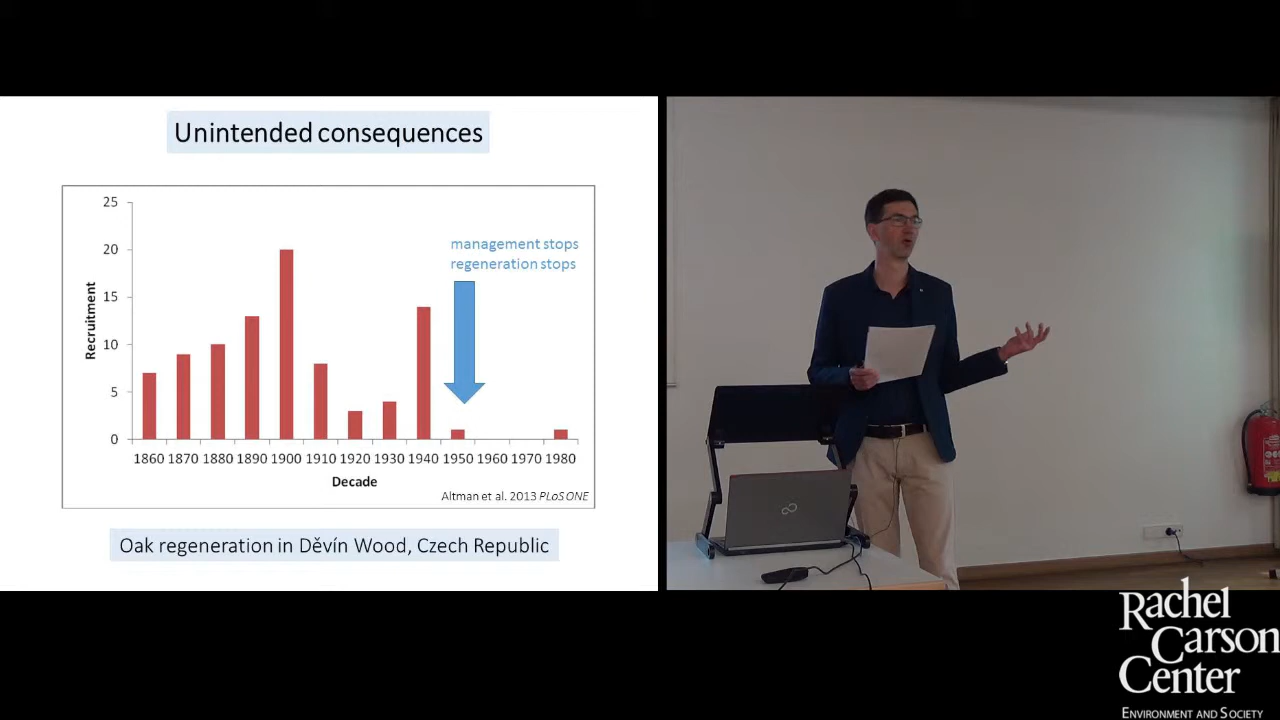 Unintended consequences
25
20
15
10
5
0
Recruitment
management stops
regeneration stops
1860 1870 1880 1890 1900 1910 1920 1930 1940 1950 1960 1970 1980
Decade
Altman et al. 2013 PLoS ONE
Oak regeneration in Děvín Wood, Czech Republic
Rachel
Carson
Center
Environment and Society